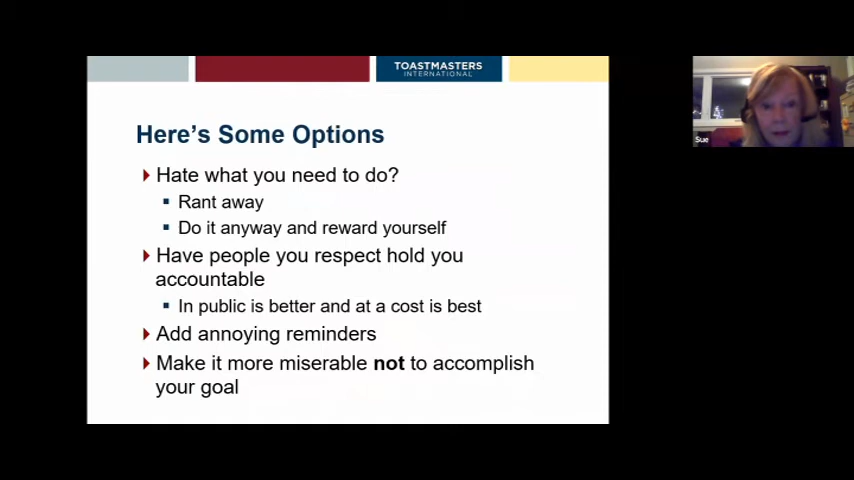 TOASTMASTERS
INTERNATIONAL
Here's Some Options
Hate what you need to do?
Rant away
Do it anyway and reward yourself
Have people you respect hold you
accountable
In public is better and at a cost is best
Add annoying reminders
Make it more miserable not to accomplish
your goal
Sue